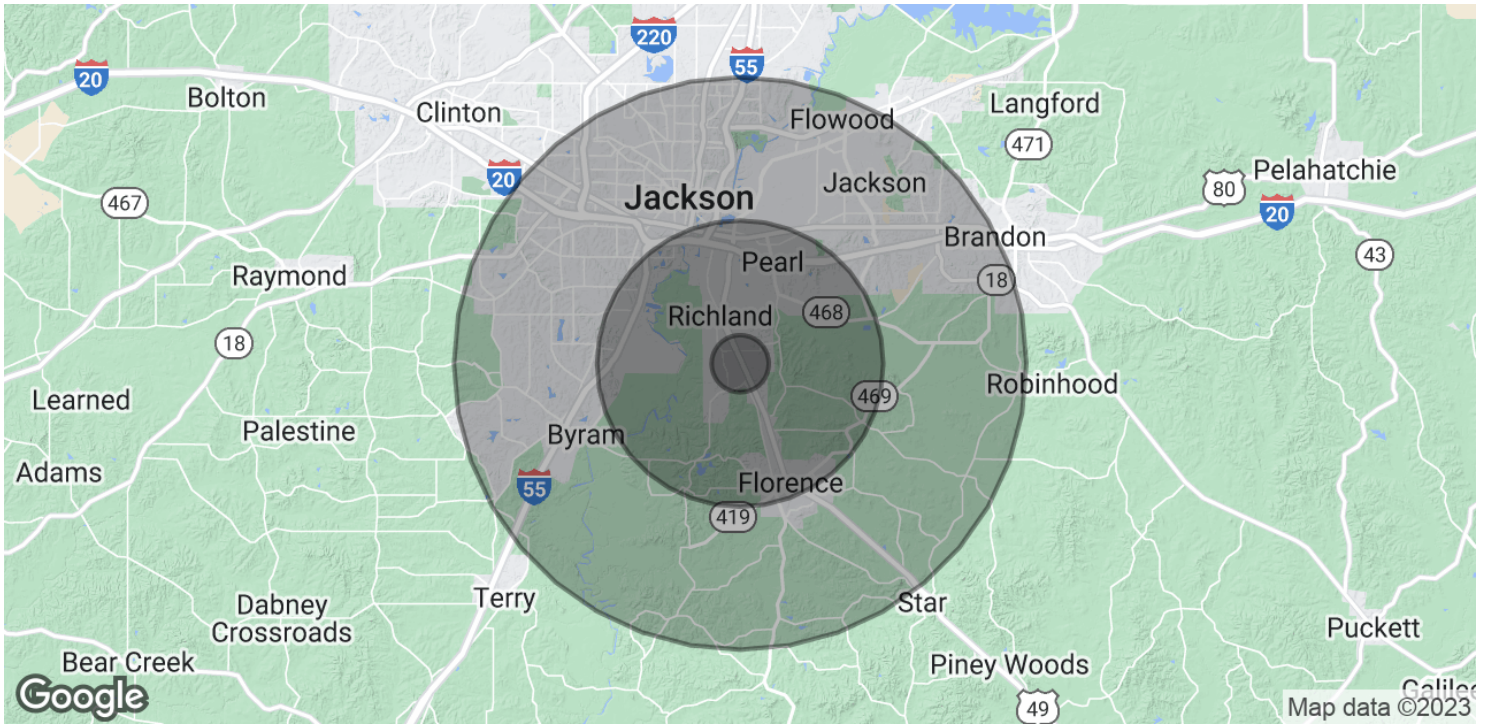 220
55
20
Bolton
Clinton
Flowood
Langford
471
20
Jackson
Pelahatchie
80
467
Jackson
20
Brandon
43
Pearl
Raymond
18
468
Richland
18
Robinhood
469
Learned
Palestine
Byram
Adams
Florence
55
419
Terry
Star
Dabney
Crossroads
Puckett
Bear Creek
Piney Woods
Google
49
Map data ©2023